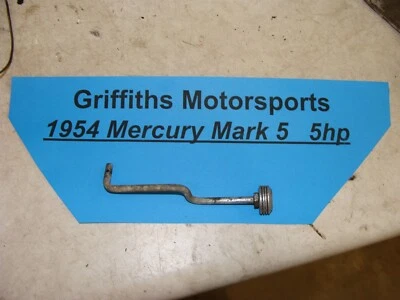 Griffiths Motorsports
1954 Mercury Mark 5 5hp